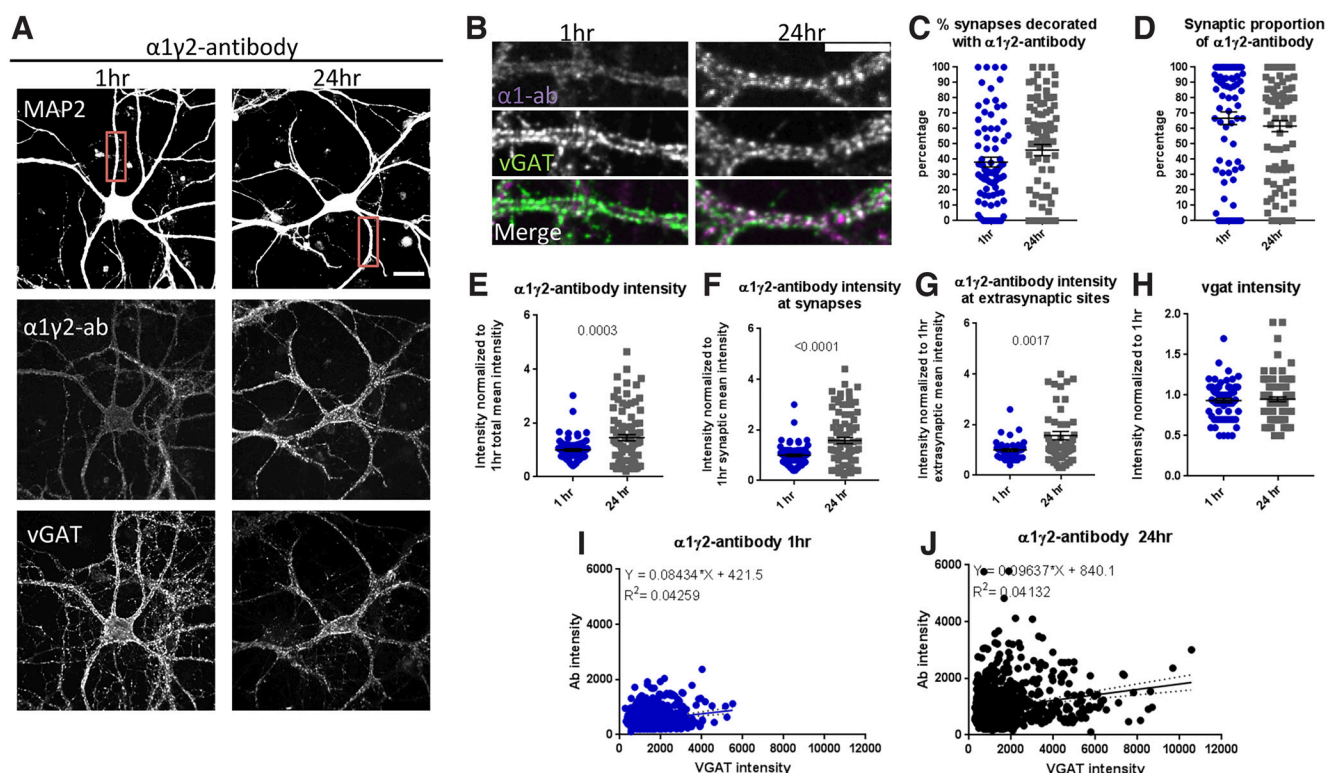 A
α1γ2-antibody
1hr
24hr
MAP2
α1γ2-ab
vGAT
B
1hr
24hr
α1-ab
vGAT
Merge
C
% synapses decorated
with α1γ2-antibody
percentage
100
90
80
70
60
50
40
30
20
10
0
1hr
24hr
D
Synaptic proportion
of α1γ2-antibody
percentage
100
90
80
70
60
50
40
30
20
10
0
1hr
24hr
E
α1γ2-antibody intensity
Intensity normalized to
1hr total mean intensitiy
6
4
2
0
0.0003
1 hr
24 hr
F
α1γ2-antibody intensity
at synapses
Intensity normalized to
1hr synaptic mean intensity
6
4
2
0
<0.0001
1 hr
24 hr
G
α1γ2-antibody intensity
at extrasynaptic sites
Intensity normalized to 1hr
extrasynaptic mean intensity
6
4
2
0
0.0017
1 hr
24 hr
H
vgat intensity
Intensity normalized to 1hr
2.0
1.5
1.0
0.5
0.0
1 hr
24 hr
I
α1γ2-antibody 1hr
Y = 0.08434*X + 421.5
R²= 0.04259
Ab intensity
6000
4000
2000
0
0
2000
4000
6000
8000
10000
12000
VGAT intensity
J
α1γ2-antibody 24hr
Y = 0.09637*X + 840.1
R²= 0.04132
Ab intensity
6000
4000
2000
0
0
2000
4000
6000
8000
10000
12000
VGAT intensity